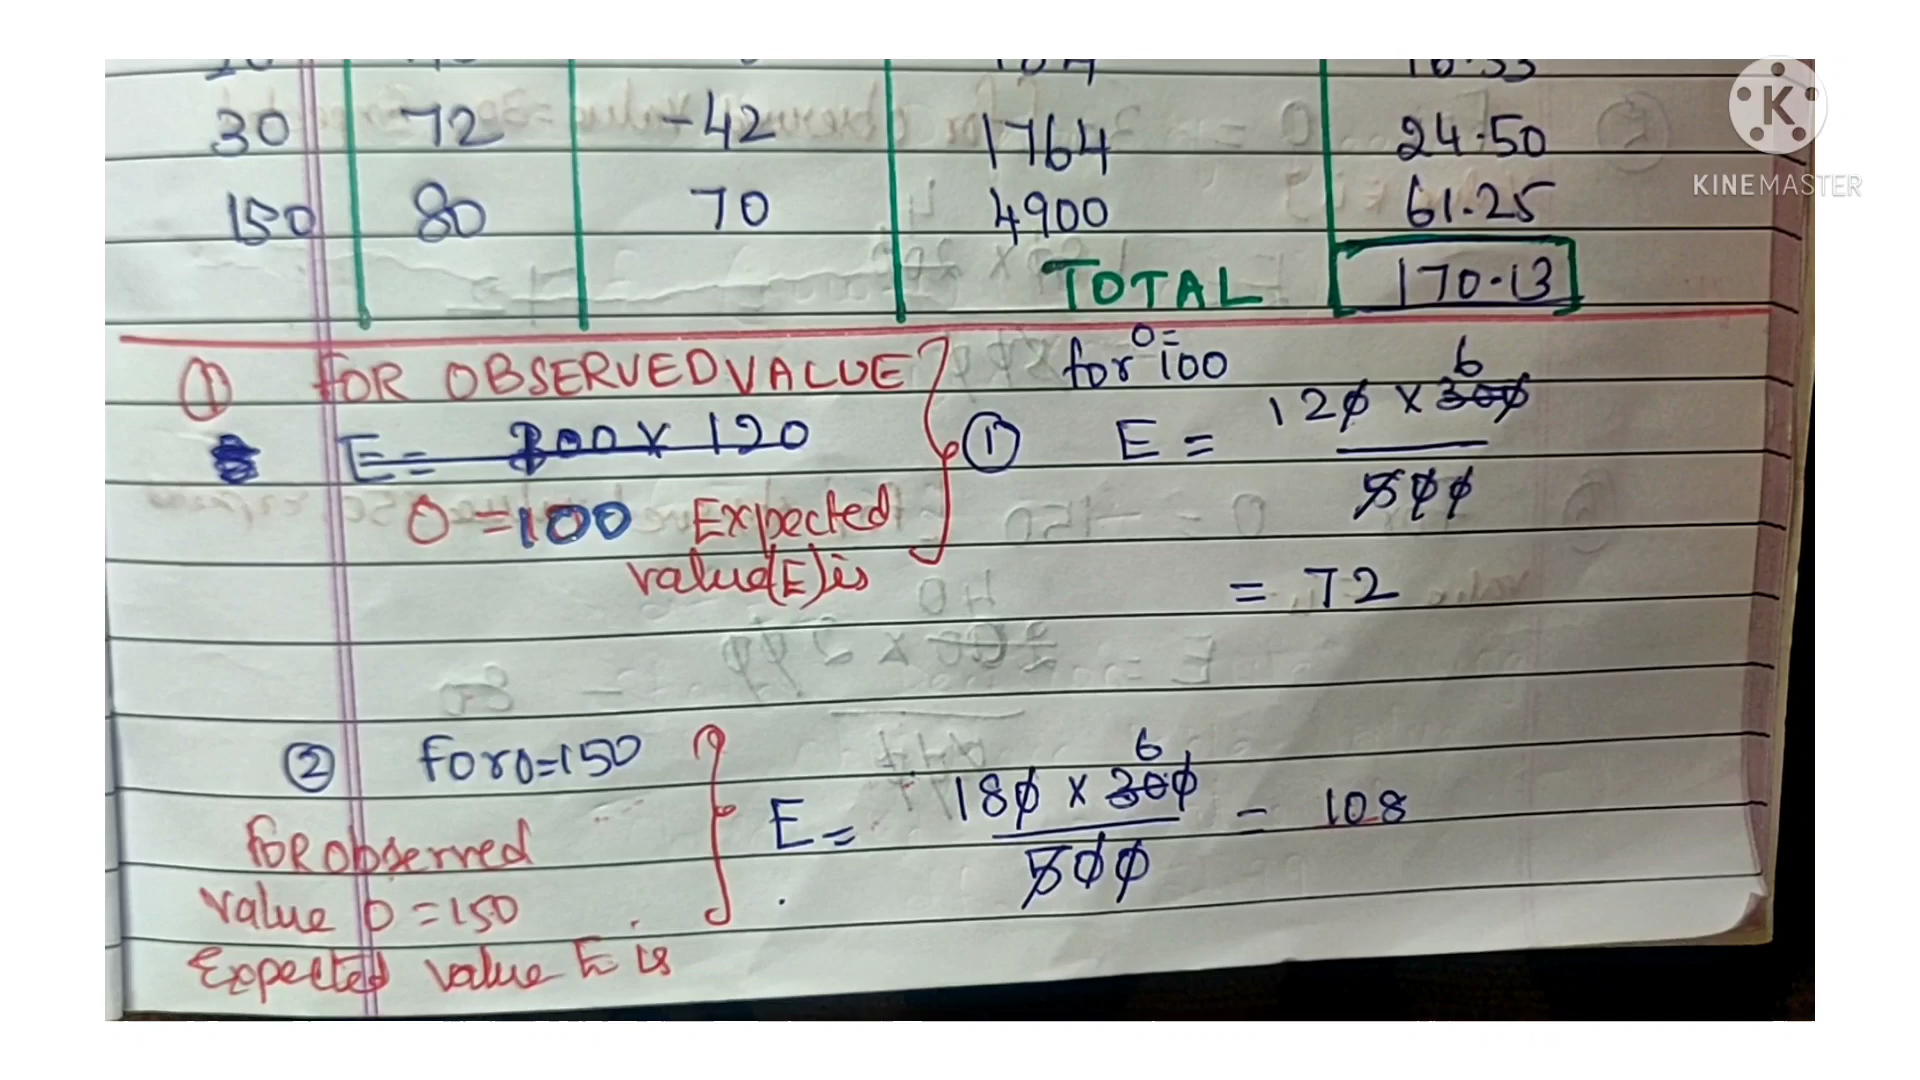 30 72 -42 1764 24.50
150 80 70 4900 61.25
TOTAL 170.13
① FOR OBSERVED VALUE
E = 300 x 120
O = 100 Expected
value(E) is
for O = 100
① E = 120 x 300 6
500
= 72
② For O = 150
For Observed
value O = 150
Expected value E is
E = 180 x 300 6 = 108
500
KINEMASTER